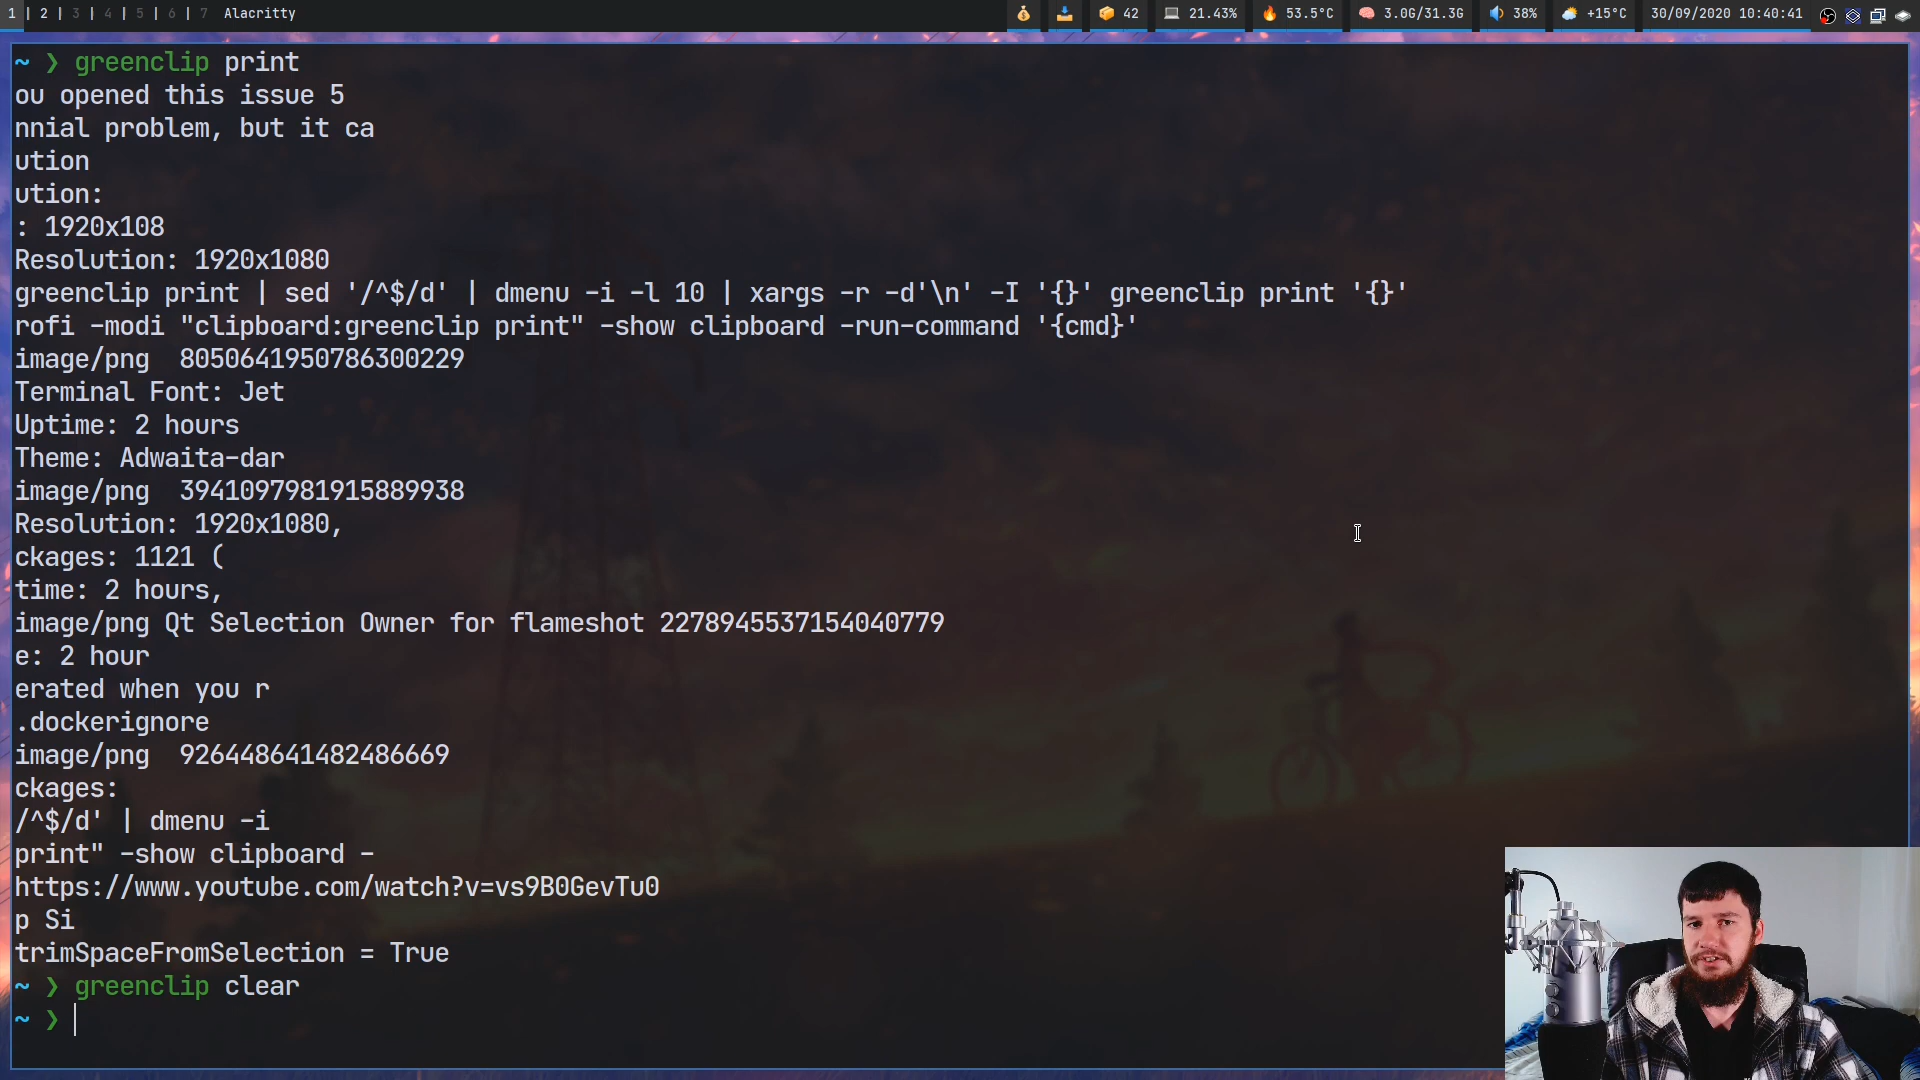 1 | 2 | 3 | 4 | 5 | 6 | 7 Alacritty 42 21.43% 53.5°C 3.0G/31.3G 38% +15°C 30/09/2020 10:40:41
~ ❯ greenclip print
ou opened this issue 5
nnial problem, but it ca
ution
ution:
: 1920x108
Resolution: 1920x1080
greenclip print | sed '/^$/d' | dmenu -i -l 10 | xargs -r -d'\n' -I '{}' greenclip print '{}'
rofi -modi "clipboard:greenclip print" -show clipboard -run-command '{cmd}'
image/png  8050641950786300229
Terminal Font: Jet
Uptime: 2 hours
Theme: Adwaita-dar
image/png  3941097981915889938
Resolution: 1920x1080,
ckages: 1121 (
time: 2 hours,
image/png Qt Selection Owner for flameshot 2278945537154040779
e: 2 hour
erated when you r
.dockerignore
image/png  926448641482486669
ckages:
/^$/d' | dmenu -i
print" -show clipboard -
https://www.youtube.com/watch?v=vs9B0GevTu0
p Si
trimSpaceFromSelection = True
~ ❯ greenclip clear
~ ❯